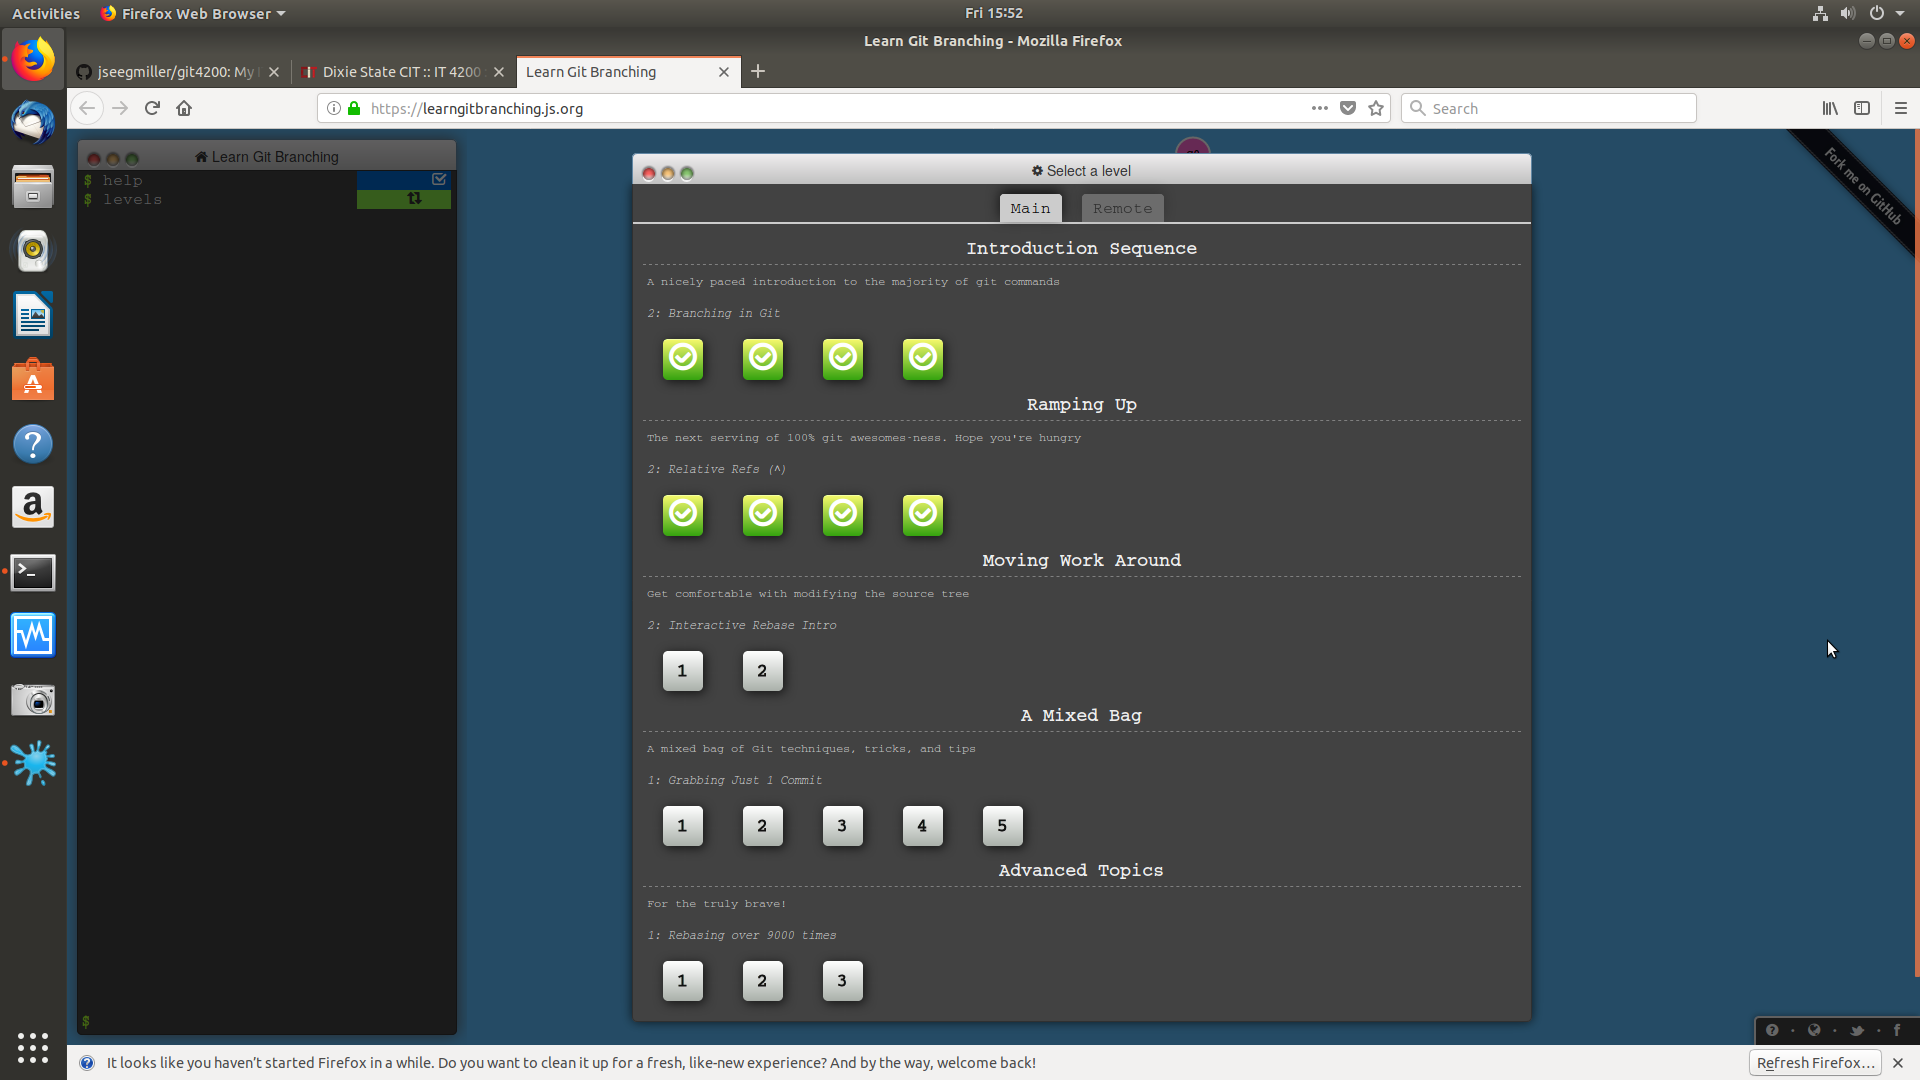 Activities
Firefox Web Browser
Fri 15:52
Learn Git Branching - Mozilla Firefox
jseegmiller/git4200: My
Dixie State CIT :: IT 4200
Learn Git Branching
https://learngitbranching.js.org
Search
Learn Git Branching
$ help
$ levels
$
Select a level
Main
Remote
Introduction Sequence
A nicely paced introduction to the majority of git commands
2: Branching in Git
Ramping Up
The next serving of 100% git awesomes-ness. Hope you're hungry
2: Relative Refs (^)
Moving Work Around
Get comfortable with modifying the source tree
2: Interactive Rebase Intro
1 2
A Mixed Bag
A mixed bag of Git techniques, tricks, and tips
1: Grabbing Just 1 Commit
1 2 3 4 5
Advanced Topics
For the truly brave!
1: Rebasing over 9000 times
1 2 3
Fork me on GitHub
It looks like you haven't started Firefox in a while. Do you want to clean it up for a fresh, like-new experience? And by the way, welcome back!
Refresh Firefox...